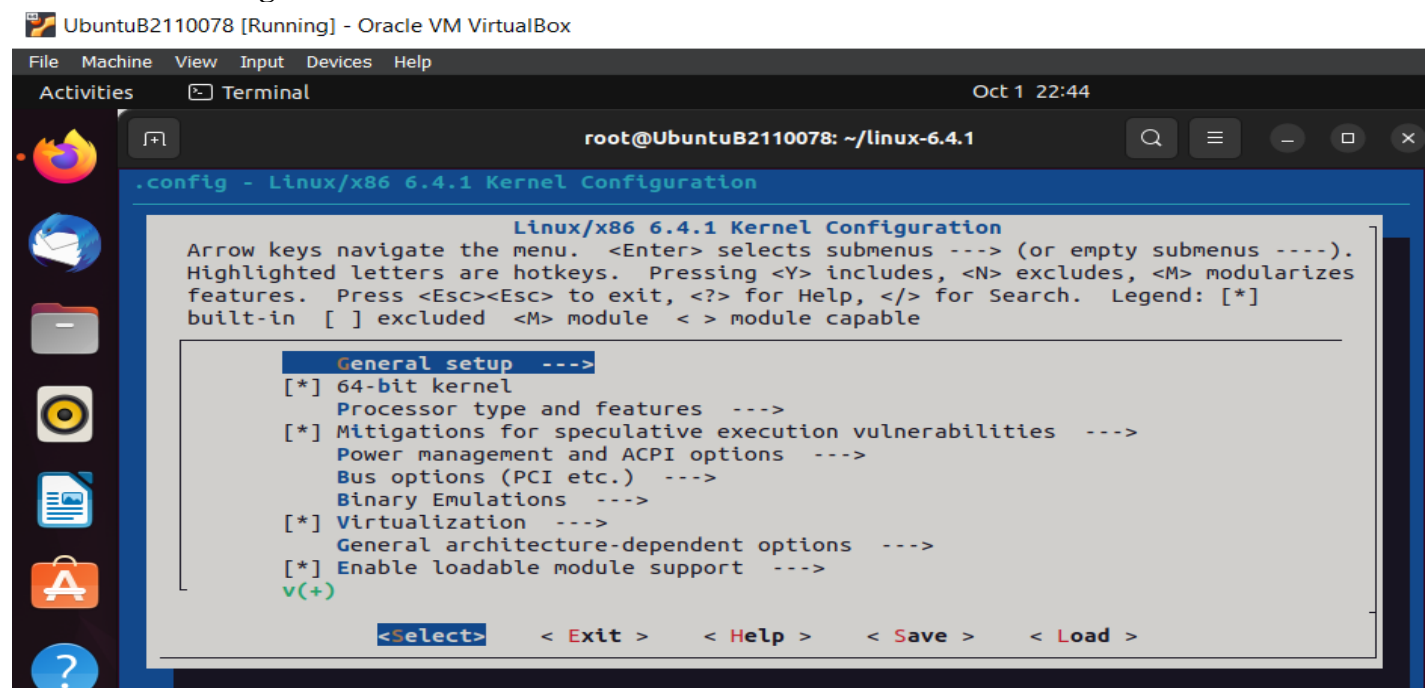 UbuntuB2110078 [Running] - Oracle VM VirtualBox
File Machine View Input Devices Help
Activities Terminal Oct 1 22:44
root@UbuntuB2110078: ~/linux-6.4.1
.config - Linux/x86 6.4.1 Kernel Configuration
Linux/x86 6.4.1 Kernel Configuration
Arrow keys navigate the menu. <Enter> selects submenus ---> (or empty submenus ----).
Highlighted letters are hotkeys. Pressing <Y> includes, <N> excludes, <M> modularizes
features. Press <Esc><Esc> to exit, <?> for Help, </> for Search. Legend: [*]
built-in [ ] excluded <M> module < > module capable
General setup --->
[*] 64-bit kernel
Processor type and features --->
[*] Mitigations for speculative execution vulnerabilities --->
Power management and ACPI options --->
Bus options (PCI etc.) --->
Binary Emulations --->
[*] Virtualization --->
General architecture-dependent options --->
[*] Enable loadable module support --->
v(+)
<Select> < Exit > < Help > < Save > < Load >